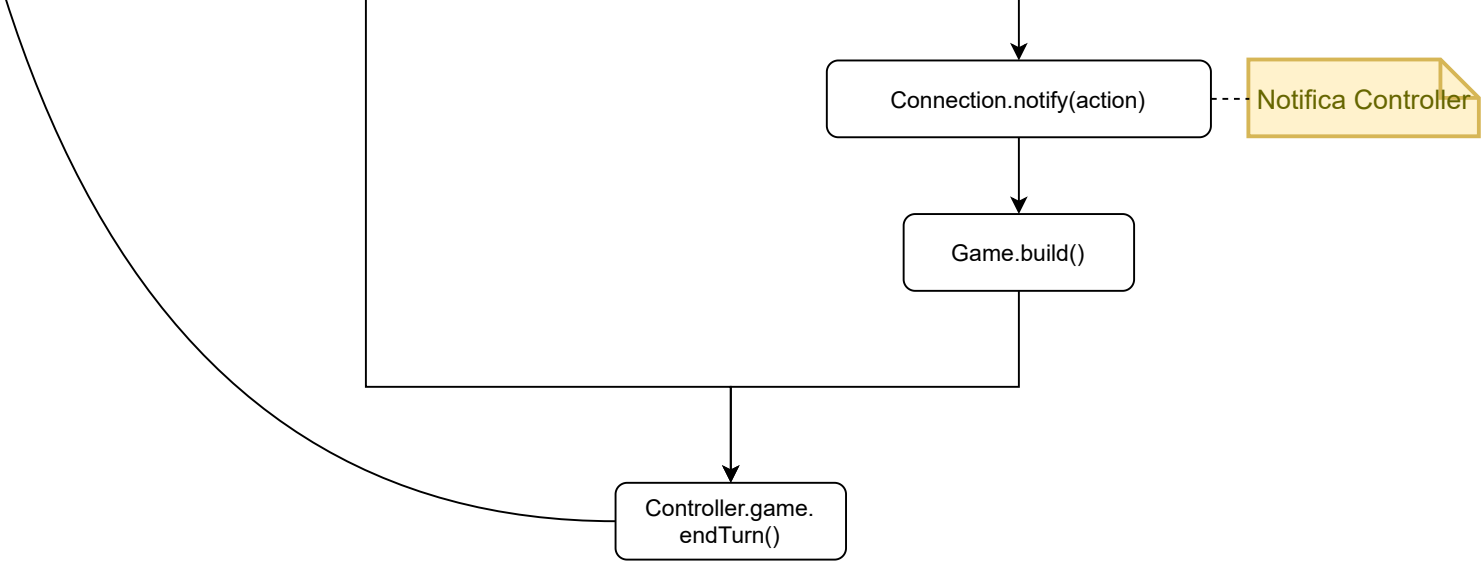 Connection.notify(action)
Notifica Controller
Game.build()
Controller.game.
endTurn()